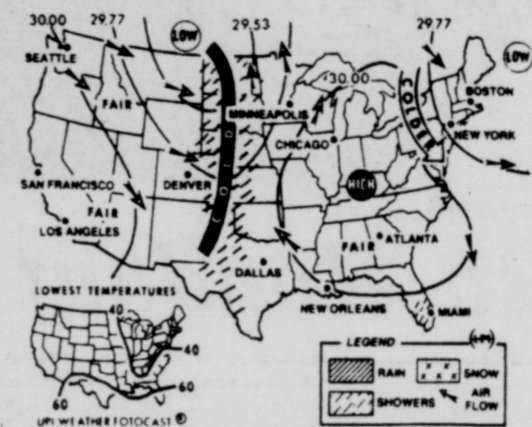 30.00 29.77 29.53 29.77
LOW
LOW
SEATTLE
FAIR
30.00
COLDER
BOSTON
MINNEAPOLIS
NEW YORK
CHICAGO
COLD
SAN FRANCISCO
DENVER
HIGH
FAIR
LOS ANGELES
FAIR
ATLANTA
DALLAS
LOWEST TEMPERATURES
NEW ORLEANS
MIAMI
40
40
60
60
LEGEND
RAIN
SNOW
SHOWERS
AIR
FLOW
UPI WEATHER FOTOCAST ®